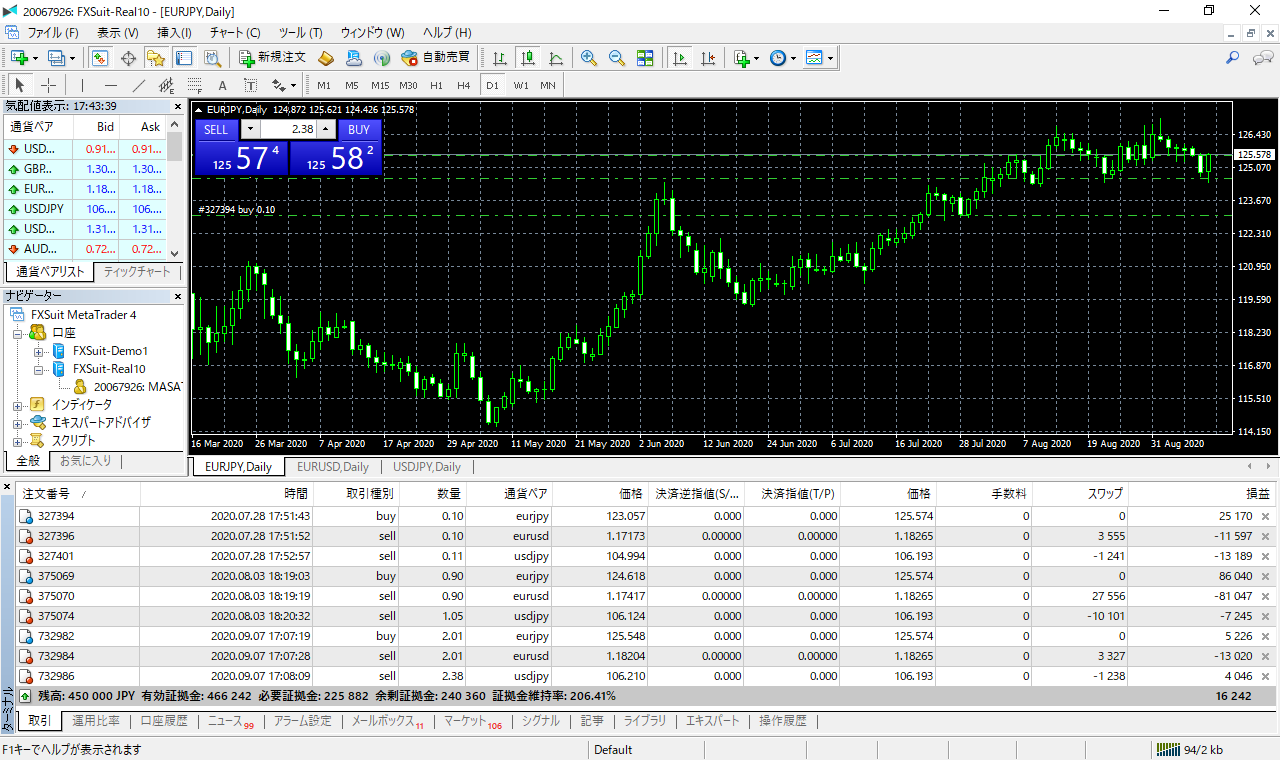 20067926: FXSuit-Real10 - [EURJPY,Daily]
ファイル (F) 表示 (V) 挿入(I) チャート (C) ツール (T) ウィンドウ (W) ヘルプ (H)
新規注文 自動売買
A T M1 M5 M15 M30 H1 H4 D1 W1 MN
気配値表示: 17:43:39
通貨ペア Bid Ask
USD... 0.91... 0.91...
GBP... 1.30... 1.30...
EUR... 1.18... 1.18...
USDJPY 106.... 106....
USD... 1.31... 1.31...
AUD... 0.72... 0.72...
通貨ペアリスト ティックチャート
ナビゲーター
FXSuit MetaTrader 4
口座
FXSuit-Demo1
FXSuit-Real10
20067926: MASAT
インディケータ
エキスパートアドバイザ
スクリプト
全般 お気に入り
EURJPY,Daily 124.872 125.621 124.426 125.578
SELL 2.38 BUY
125 57 4 125 58 2
#327394 buy 0.10
126.430
125.578
125.070
123.670
122.310
120.950
119.590
118.230
116.870
115.510
114.150
16 Mar 2020 26 Mar 2020 7 Apr 2020 17 Apr 2020 29 Apr 2020 11 May 2020 21 May 2020 2 Jun 2020 12 Jun 2020 24 Jun 2020 6 Jul 2020 16 Jul 2020 28 Jul 2020 7 Aug 2020 19 Aug 2020 31 Aug 2020
EURJPY,Daily EURUSD,Daily USDJPY,Daily
注文番号 / 時間 取引種別 数量 通貨ペア 価格 決済逆指値(S/... 決済指値(T/P) 価格 手数料 スワップ 損益
327394 2020.07.28 17:51:43 buy 0.10 eurjpy 123.057 0.000 0.000 125.574 0 0 25 170
327396 2020.07.28 17:51:52 sell 0.10 eurusd 1.17173 0.00000 0.00000 1.18265 0 3 555 -11 597
327401 2020.07.28 17:52:57 sell 0.11 usdjpy 104.994 0.000 0.000 106.193 0 -1 241 -13 189
375069 2020.08.03 18:19:03 buy 0.90 eurjpy 124.618 0.000 0.000 125.574 0 0 86 040
375070 2020.08.03 18:19:19 sell 0.90 eurusd 1.17417 0.00000 0.00000 1.18265 0 27 556 -81 047
375074 2020.08.03 18:20:32 sell 1.05 usdjpy 106.124 0.000 0.000 106.193 0 -10 101 -7 245
732982 2020.09.07 17:07:19 buy 2.01 eurjpy 125.548 0.000 0.000 125.574 0 0 5 226
732984 2020.09.07 17:07:28 sell 2.01 eurusd 1.18204 0.00000 0.00000 1.18265 0 3 327 -13 020
732986 2020.09.07 17:08:09 sell 2.38 usdjpy 106.210 0.000 0.000 106.193 0 -1 238 4 046
残高: 450 000 JPY 有効証拠金: 466 242 必要証拠金: 225 882 余剰証拠金: 240 360 証拠金維持率: 206.41% 16 242
ターミナル
取引 運用比率 口座履歴 ニュース 99 アラーム設定 メールボックス 11 マーケット 106 シグナル 記事 ライブラリ エキスパート 操作履歴
F1キーでヘルプが表示されます Default 94/2 kb